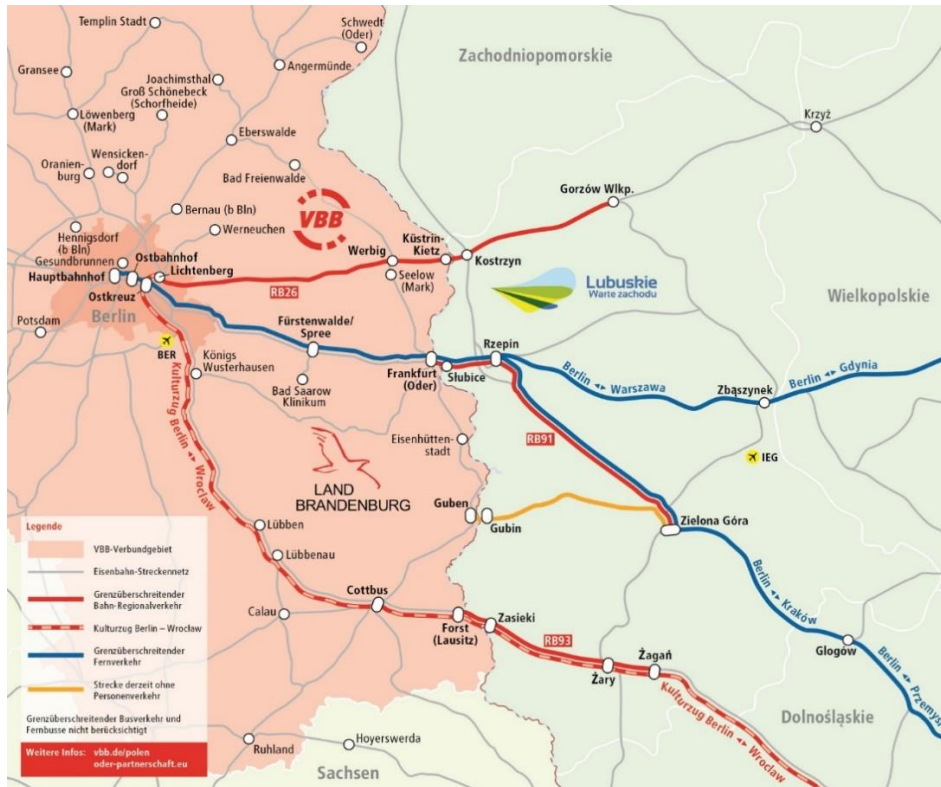 Templin Stadt
Schwedt
(Oder)
Zachodniopomorskie
Gransee
Angermünde
Joachimsthal
Groß Schönebeck
(Schorfheide)
Löwenberg
(Mark)
Krzyż
Eberswalde
Wensicken-
dorf
Oranien-
burg
Bad Freienwalde
Gorzów Wlkp.
VBB
Bernau (b Bln)
Werneuchen
Hennigsdorf
(b Bln)
Gesundbrunnen
Ostbahnhof
Lichtenberg
Hauptbahnhof
Ostkreuz
Berlin
Werbig
Küstrin-
Kietz
Kostrzyn
Seelow
(Mark)
RB26
Lubuskie
Warte zachodu
Wielkopolskie
Potsdam
BER
Königs
Wusterhausen
Fürstenwalde/
Spree
Bad Saarow
Klinikum
Frankfurt
(Oder)
Słubice
Rzepin
Berlin ◄► Warszawa
Zbąszynek
Berlin ◄► Gdynia
Kulturzug Berlin ◄► Wrocław
RB91
IEG
Eisenhütten-
stadt
LAND
BRANDENBURG
Guben
Gubin
Zielona Góra
Lübben
Lübbenau
Cottbus
Calau
Forst
(Lausitz)
Zasieki
RB93
Żary
Żagań
Berlin ◄► Kraków
Głogów
Berlin ◄► Przemyśl
Kulturzug Berlin ◄► Wrocław
Dolnośląskie
Ruhland
Hoyerswerda
Sachsen
Legende
VBB-Verbundgebiet
Eisenbahn-Streckennetz
Grenzüberschreitender
Bahn-Regionalverkehr
Kulturzug Berlin – Wrocław
Grenzüberschreitender
Fernverkehr
Strecke derzeit ohne
Personenverkehr
Grenzüberschreitender Busverkehr und
Fernbusse nicht berücksichtigt
Weitere Infos: vbb.de/polen
oder-partnerschaft.eu